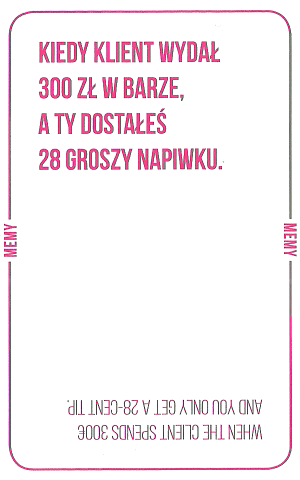 KIEDY KLIENT WYDAŁ
300 ZŁ W BARZE,
A TY DOSTAŁEŚ
28 GROSZY NAPIWKU.
MEMY
MEMY
WHEN THE CLIENT SPENDS 300€
AND YOU ONLY GET A 28-CENT TIP.